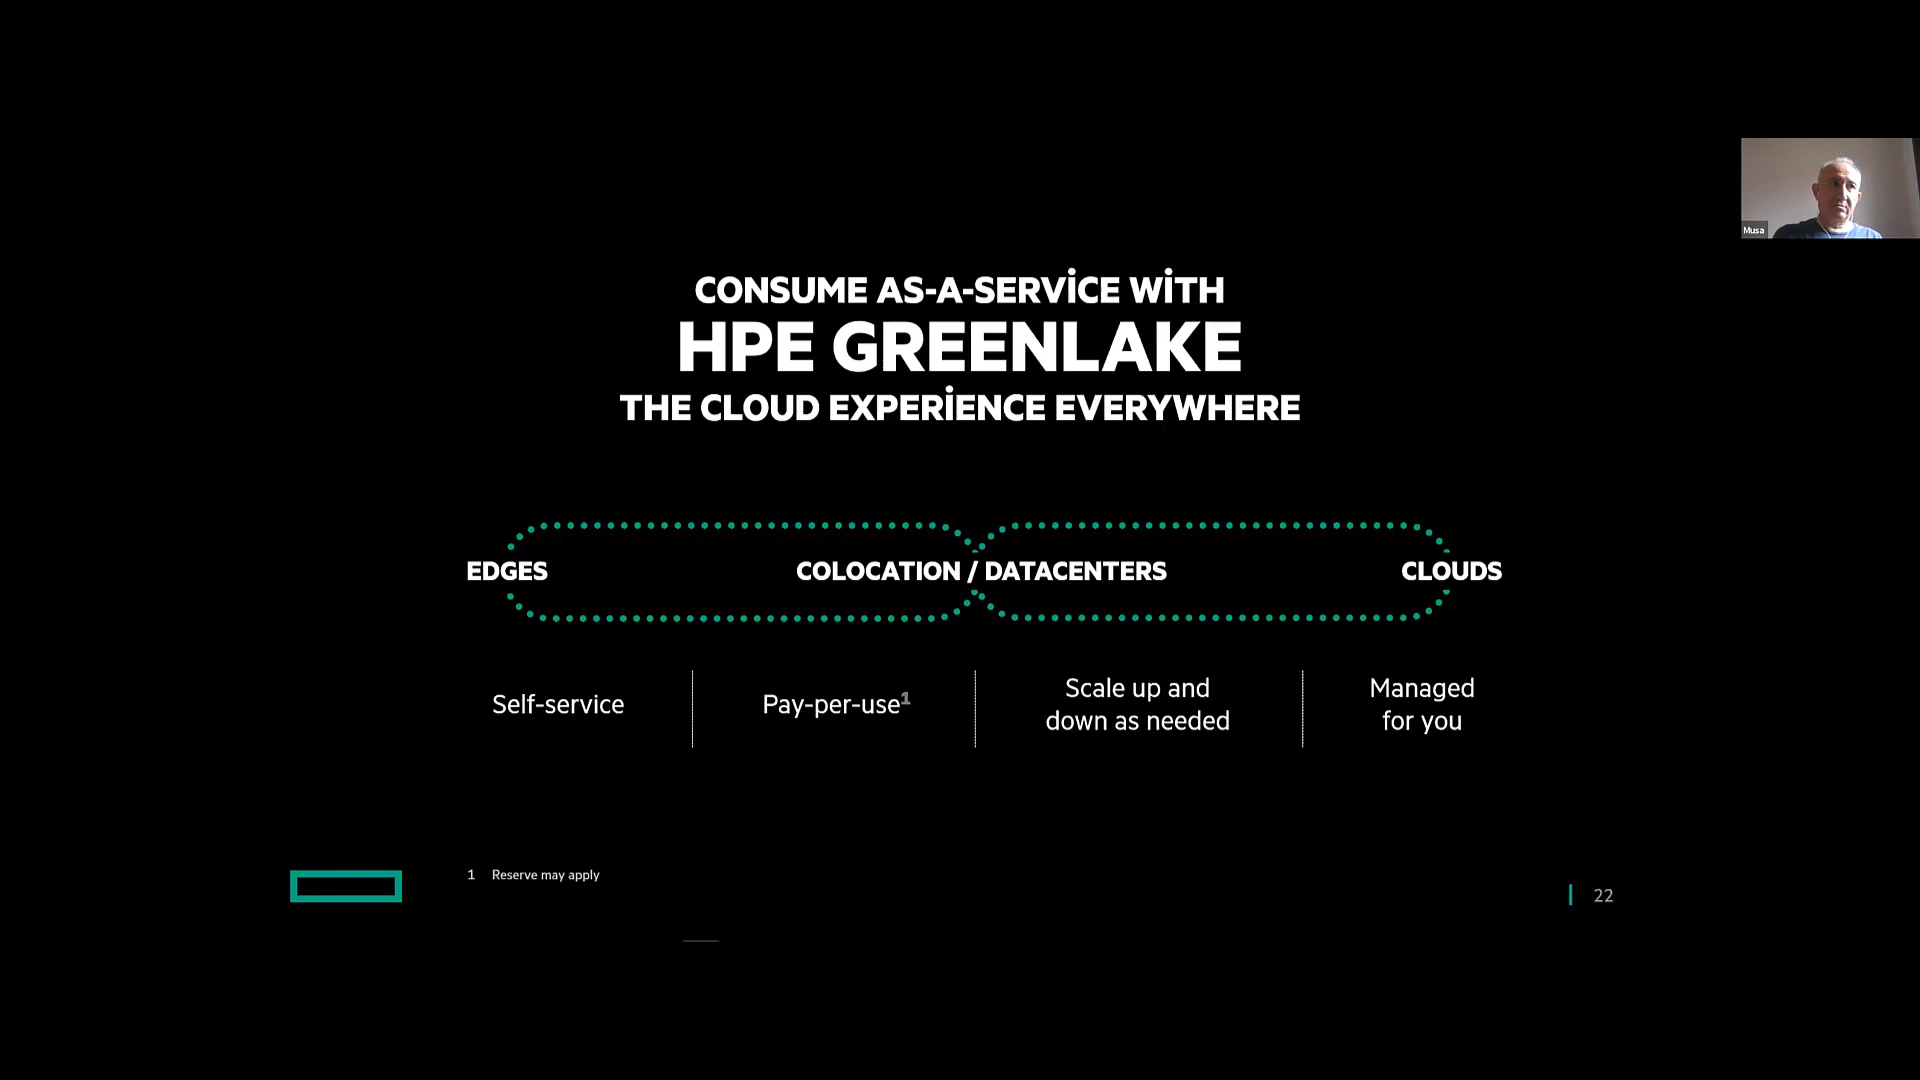 Musa
CONSUME AS-A-SERVİCE WİTH
HPE GREENLAKE
THE CLOUD EXPERİENCE EVERYWHERE
EDGES
COLOCATION / DATACENTERS
CLOUDS
Self-service
Pay-per-use¹
Scale up and
down as needed
Managed
for you
1 Reserve may apply
22